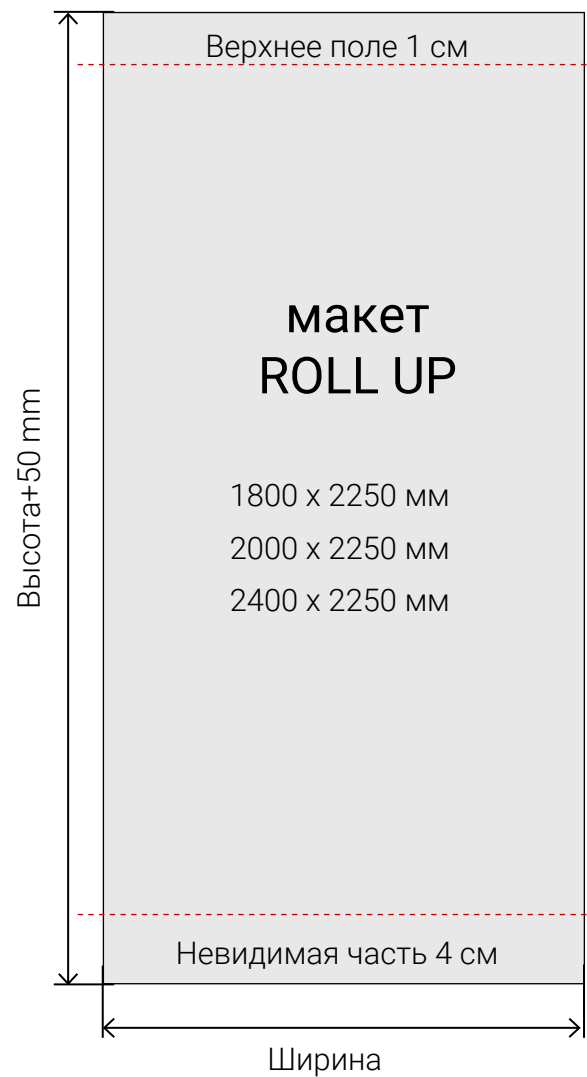 Верхнее поле 1 см
макет
ROLL UP
1800 x 2250 мм
2000 x 2250 мм
2400 x 2250 мм
Высота+50 mm
Невидимая часть 4 см
Ширина